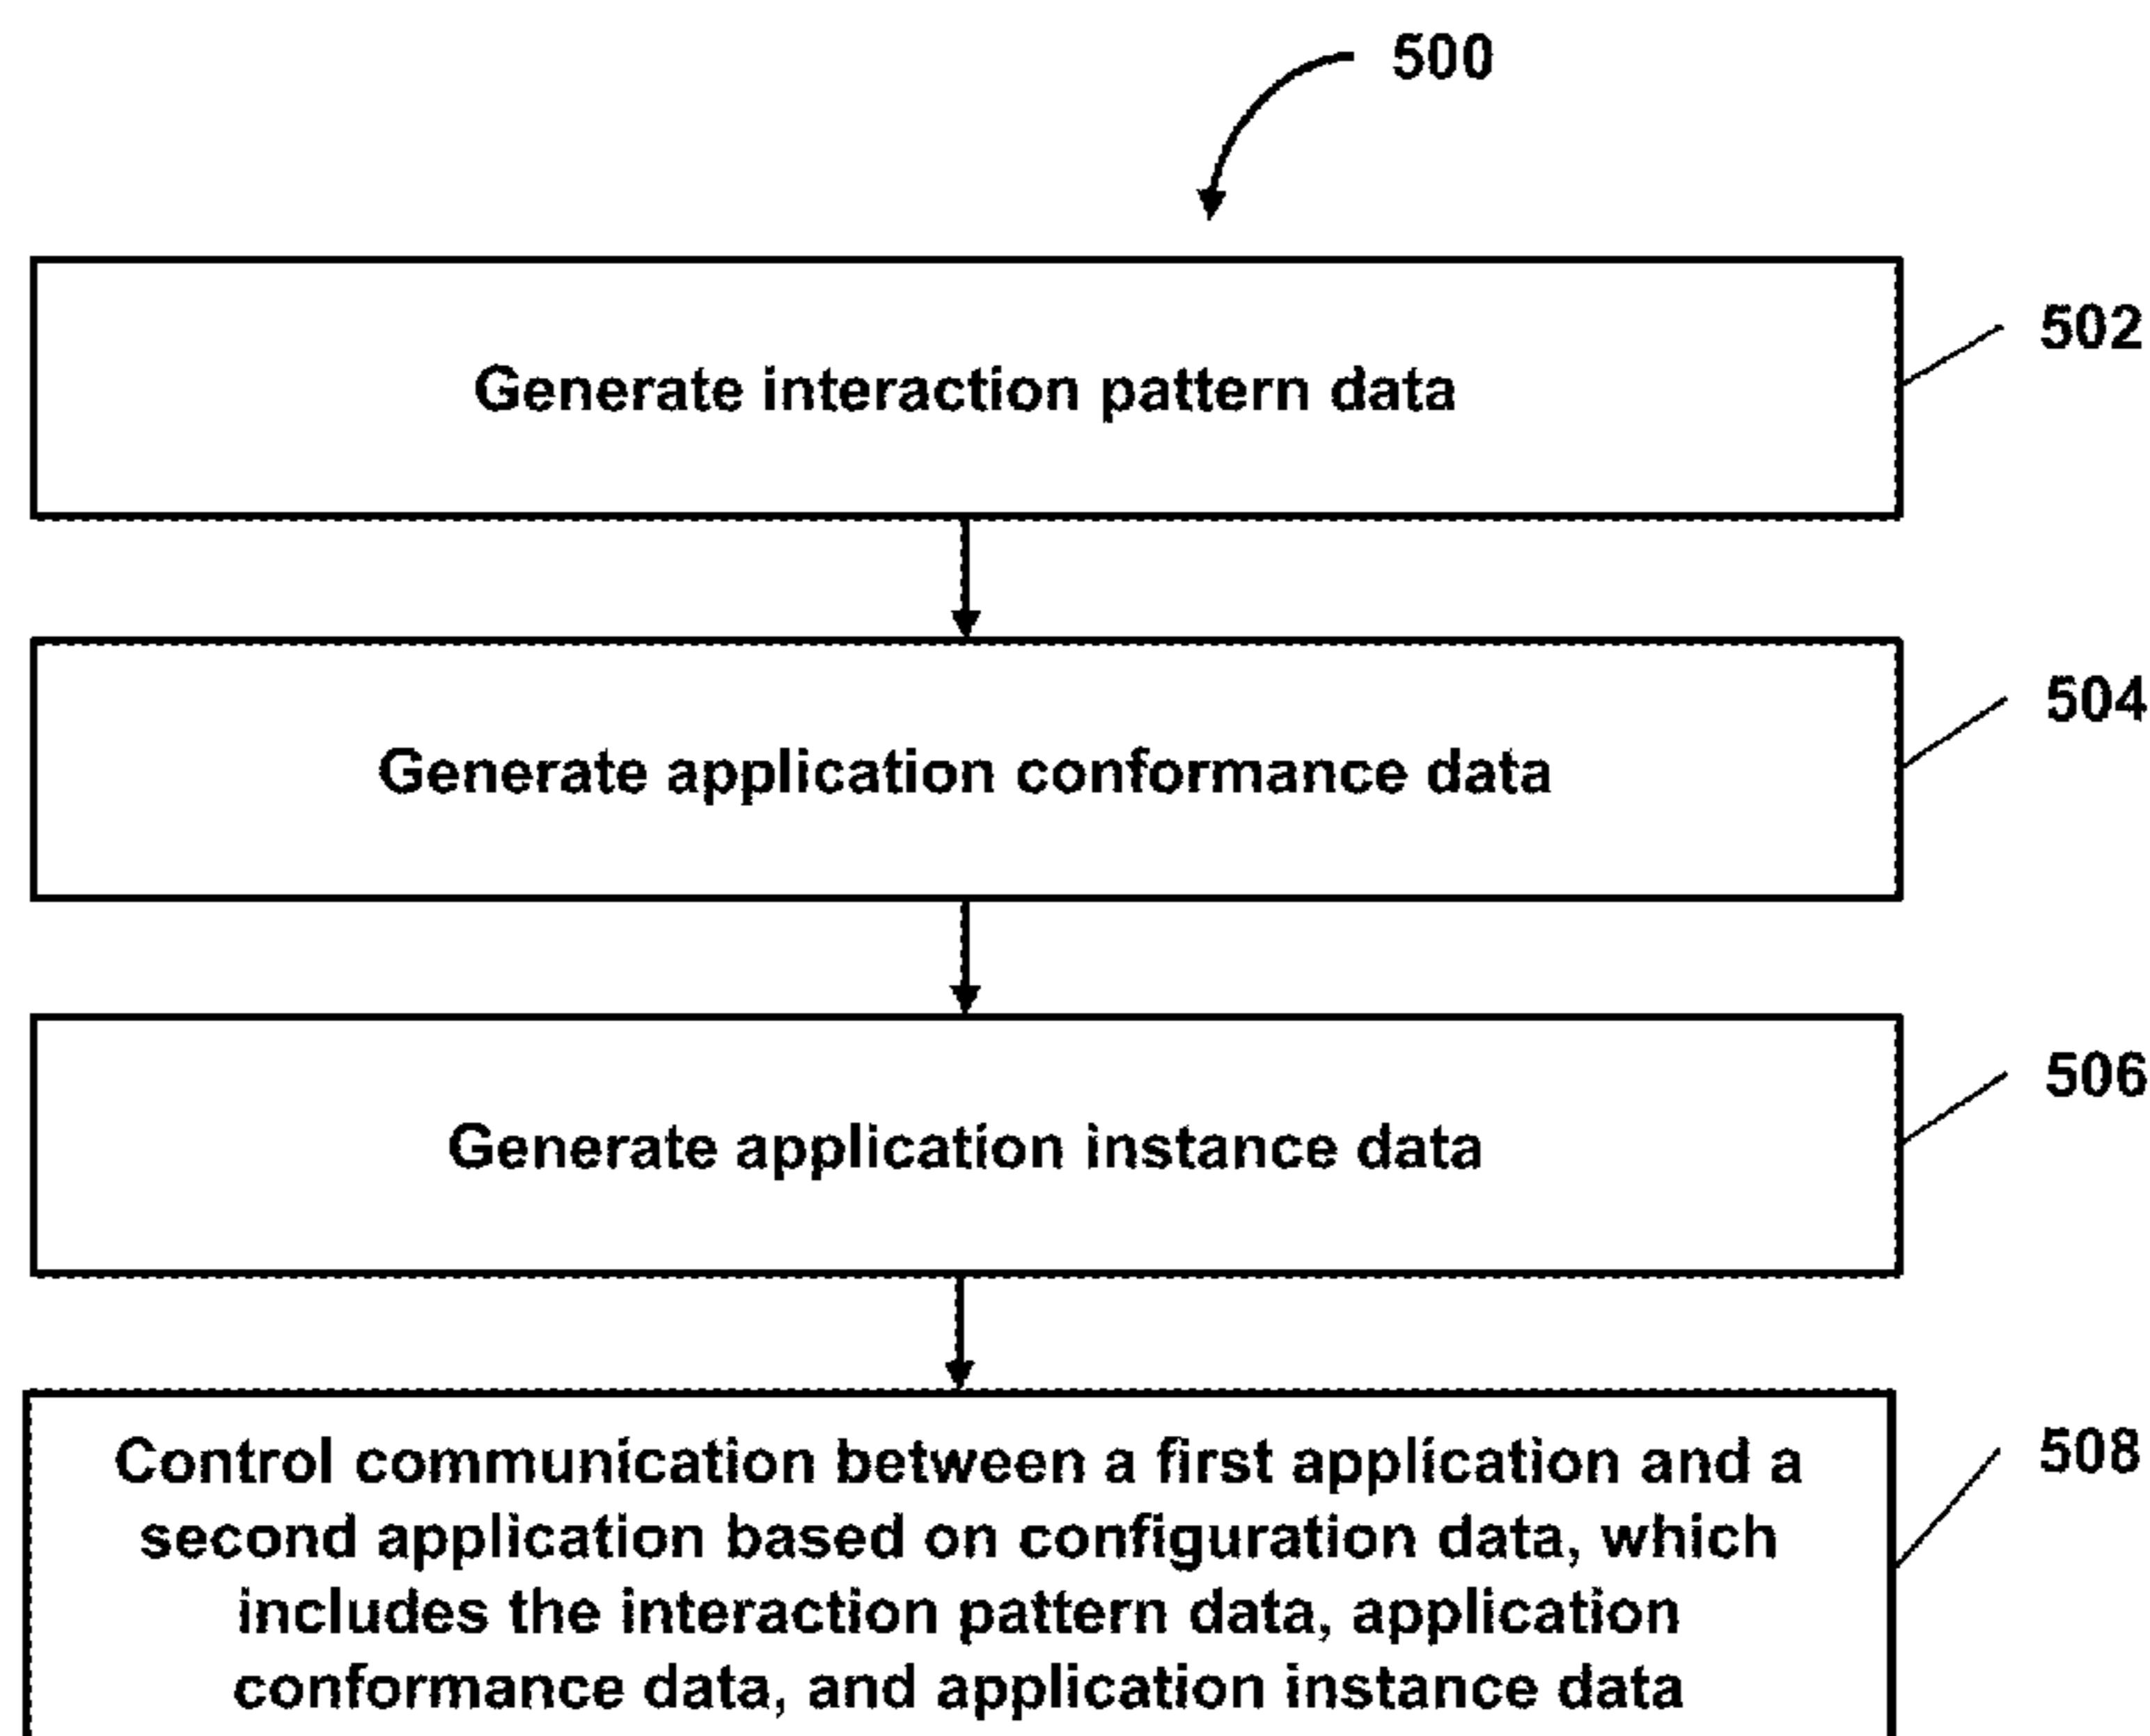 500
Generate interaction pattern data
502
Generate application conformance data
504
Generate application instance data
506
Control communication between a first application and a
second application based on configuration data, which
includes the interaction pattern data, application
conformance data, and application instance data
508